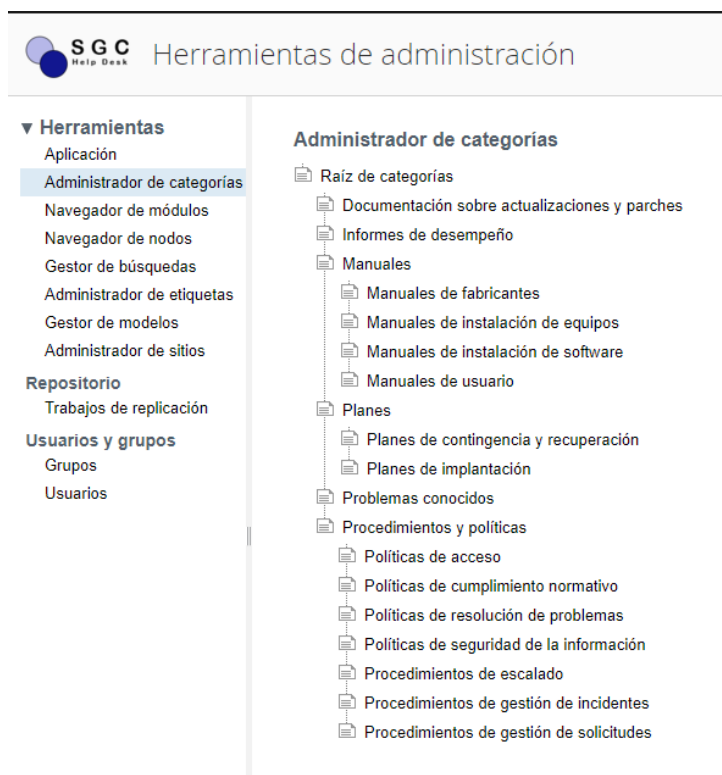 SGC
Help Desk
Herramientas de administración
▼ Herramientas
Aplicación
Administrador de categorías
Navegador de módulos
Navegador de nodos
Gestor de búsquedas
Administrador de etiquetas
Gestor de modelos
Administrador de sitios
Repositorio
Trabajos de replicación
Usuarios y grupos
Grupos
Usuarios
Administrador de categorías
Raíz de categorías
Documentación sobre actualizaciones y parches
Informes de desempeño
Manuales
Manuales de fabricantes
Manuales de instalación de equipos
Manuales de instalación de software
Manuales de usuario
Planes
Planes de contingencia y recuperación
Planes de implantación
Problemas conocidos
Procedimientos y políticas
Políticas de acceso
Políticas de cumplimiento normativo
Políticas de resolución de problemas
Políticas de seguridad de la información
Procedimientos de escalado
Procedimientos de gestión de incidentes
Procedimientos de gestión de solicitudes